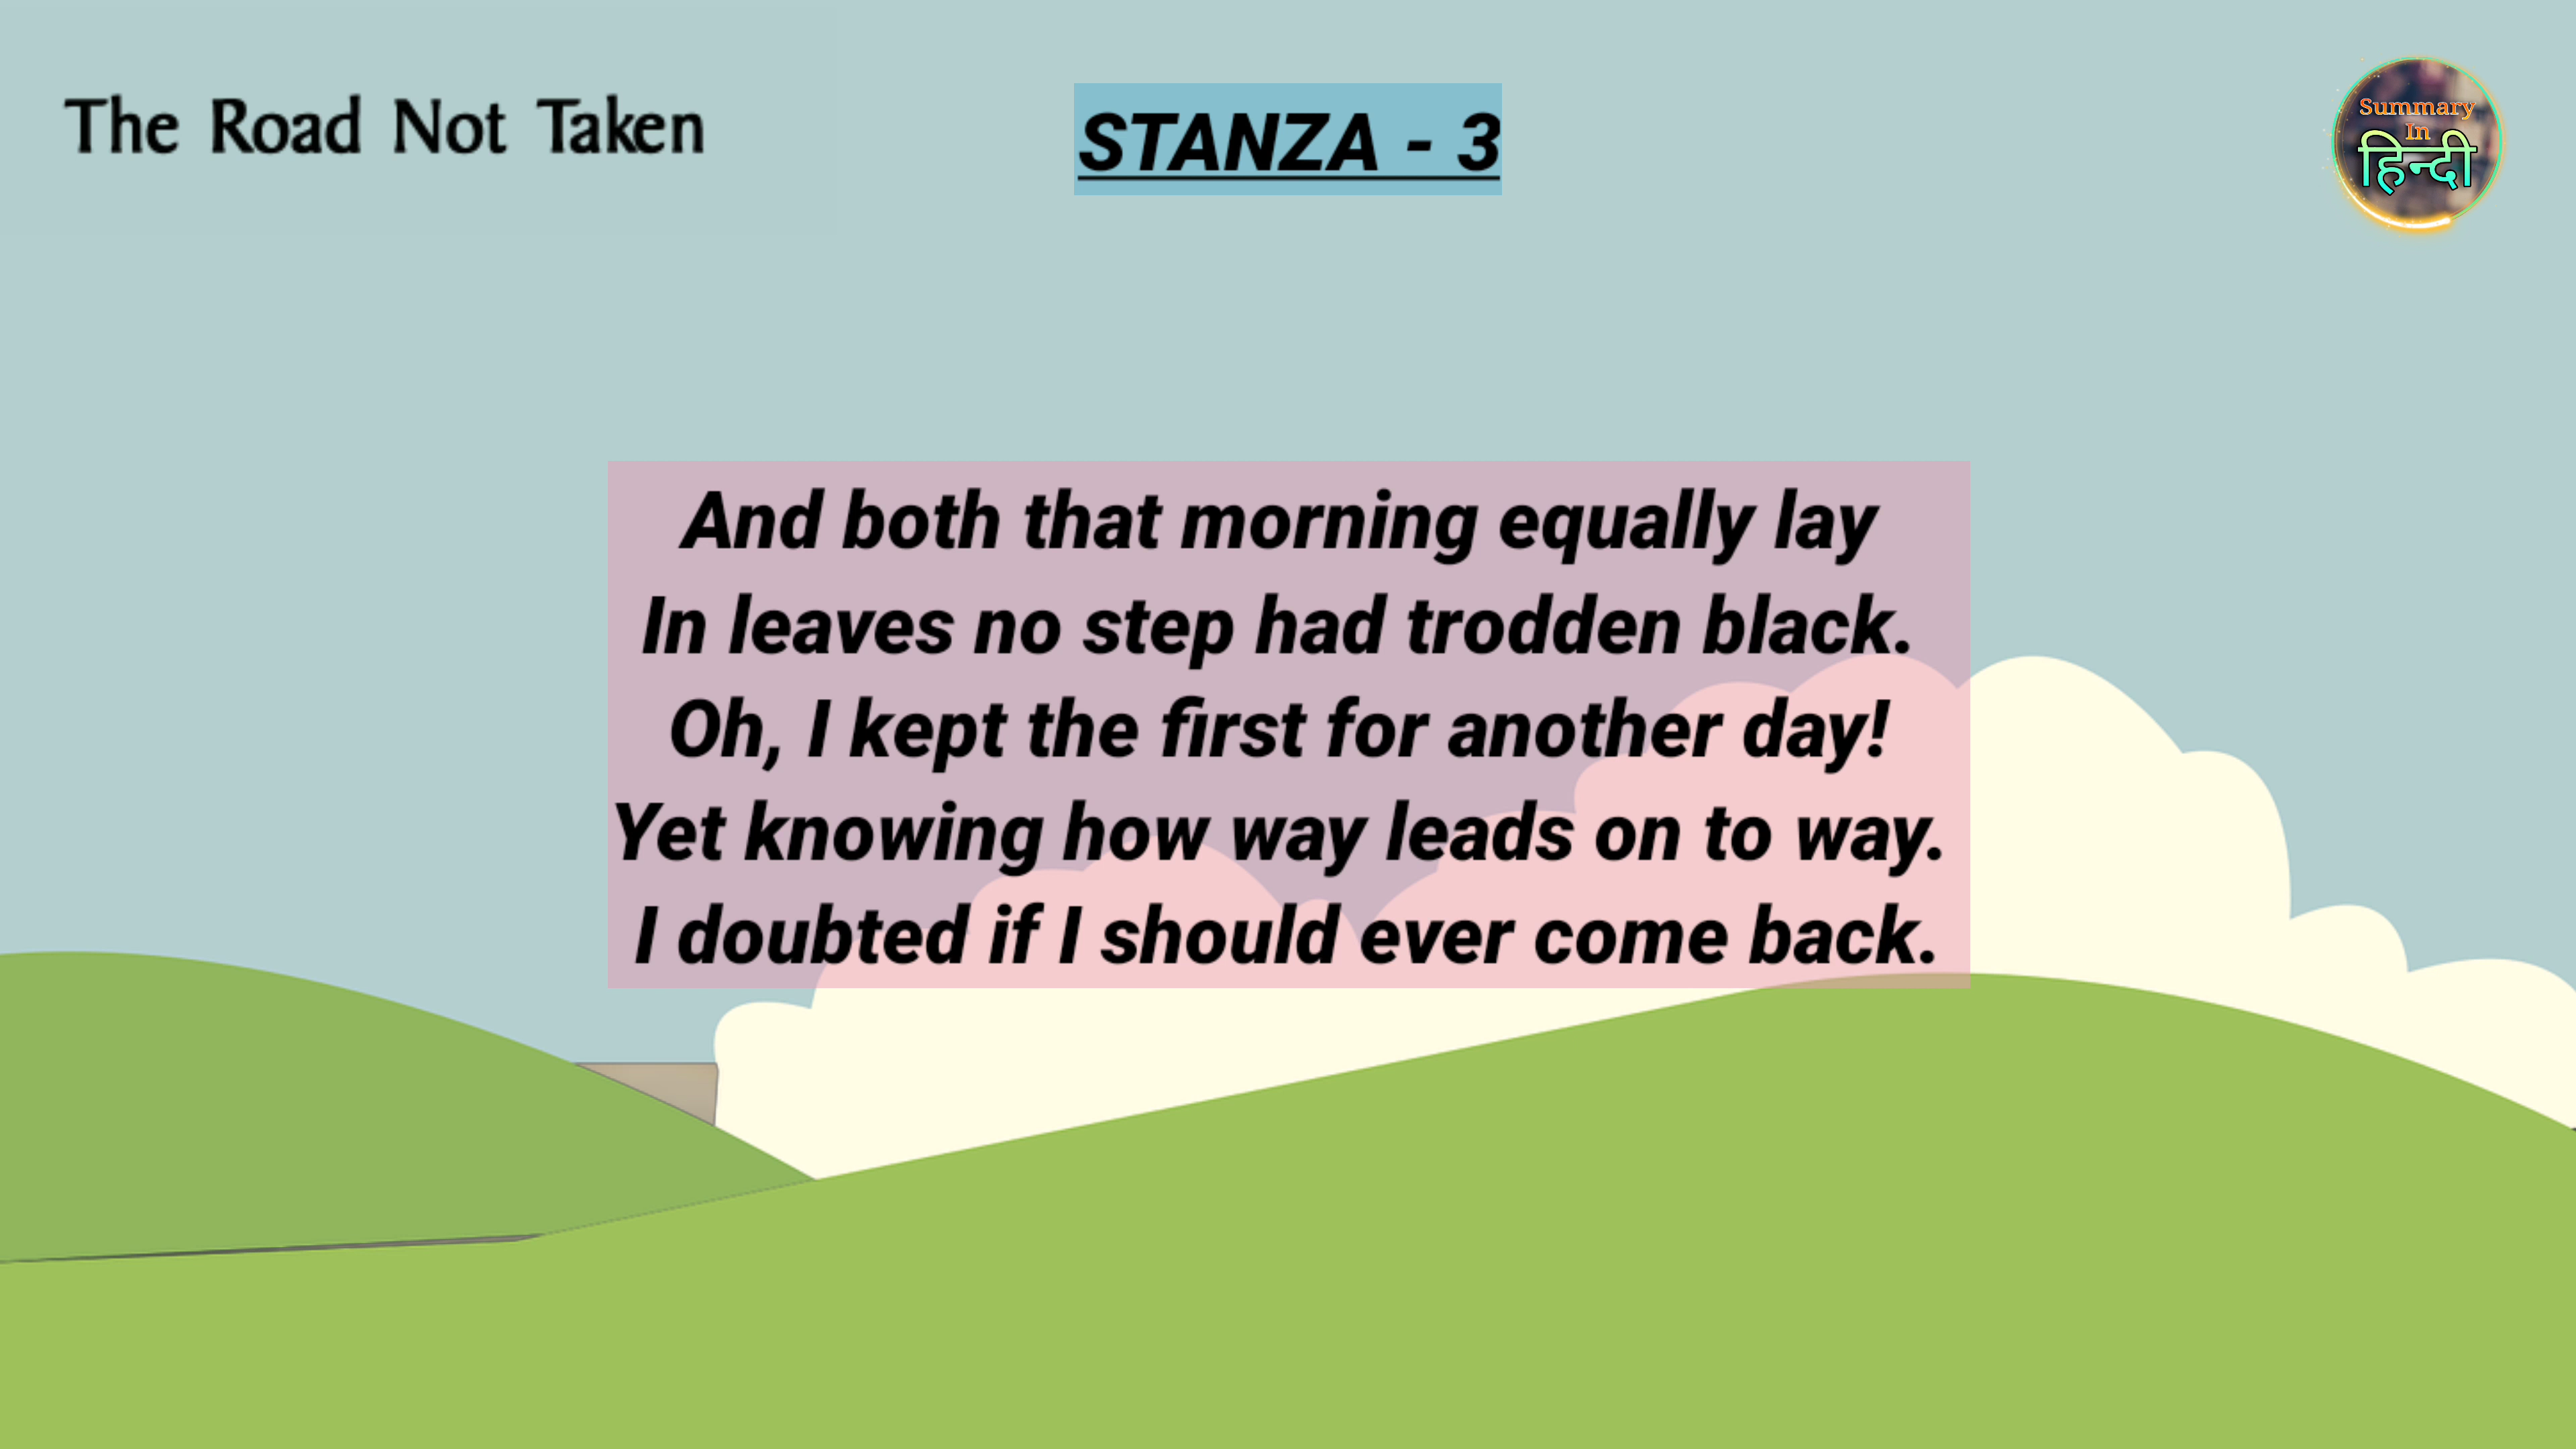 The Road Not Taken
STANZA - 3
Summary
In
हिन्दी
And both that morning equally lay
In leaves no step had trodden black.
Oh, I kept the first for another day!
Yet knowing how way leads on to way.
I doubted if I should ever come back.